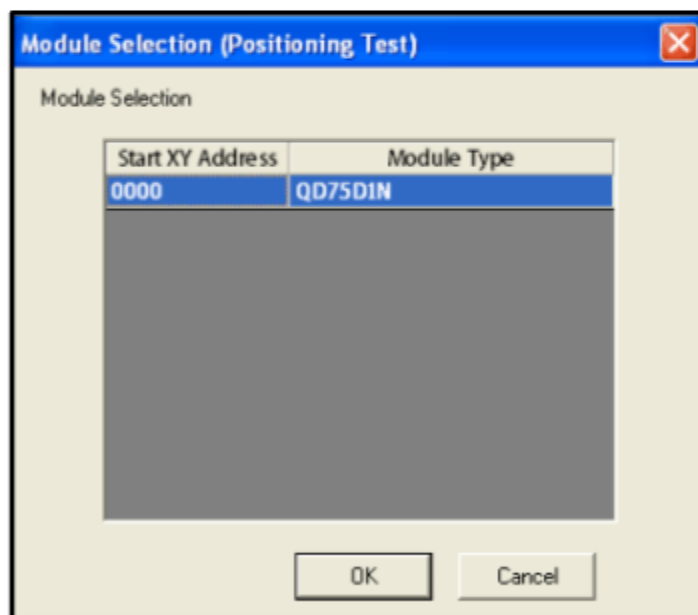 Module Selection (Positioning Test)
Module Selection
Start XY Address Module Type
0000 QD75D1N
OK Cancel